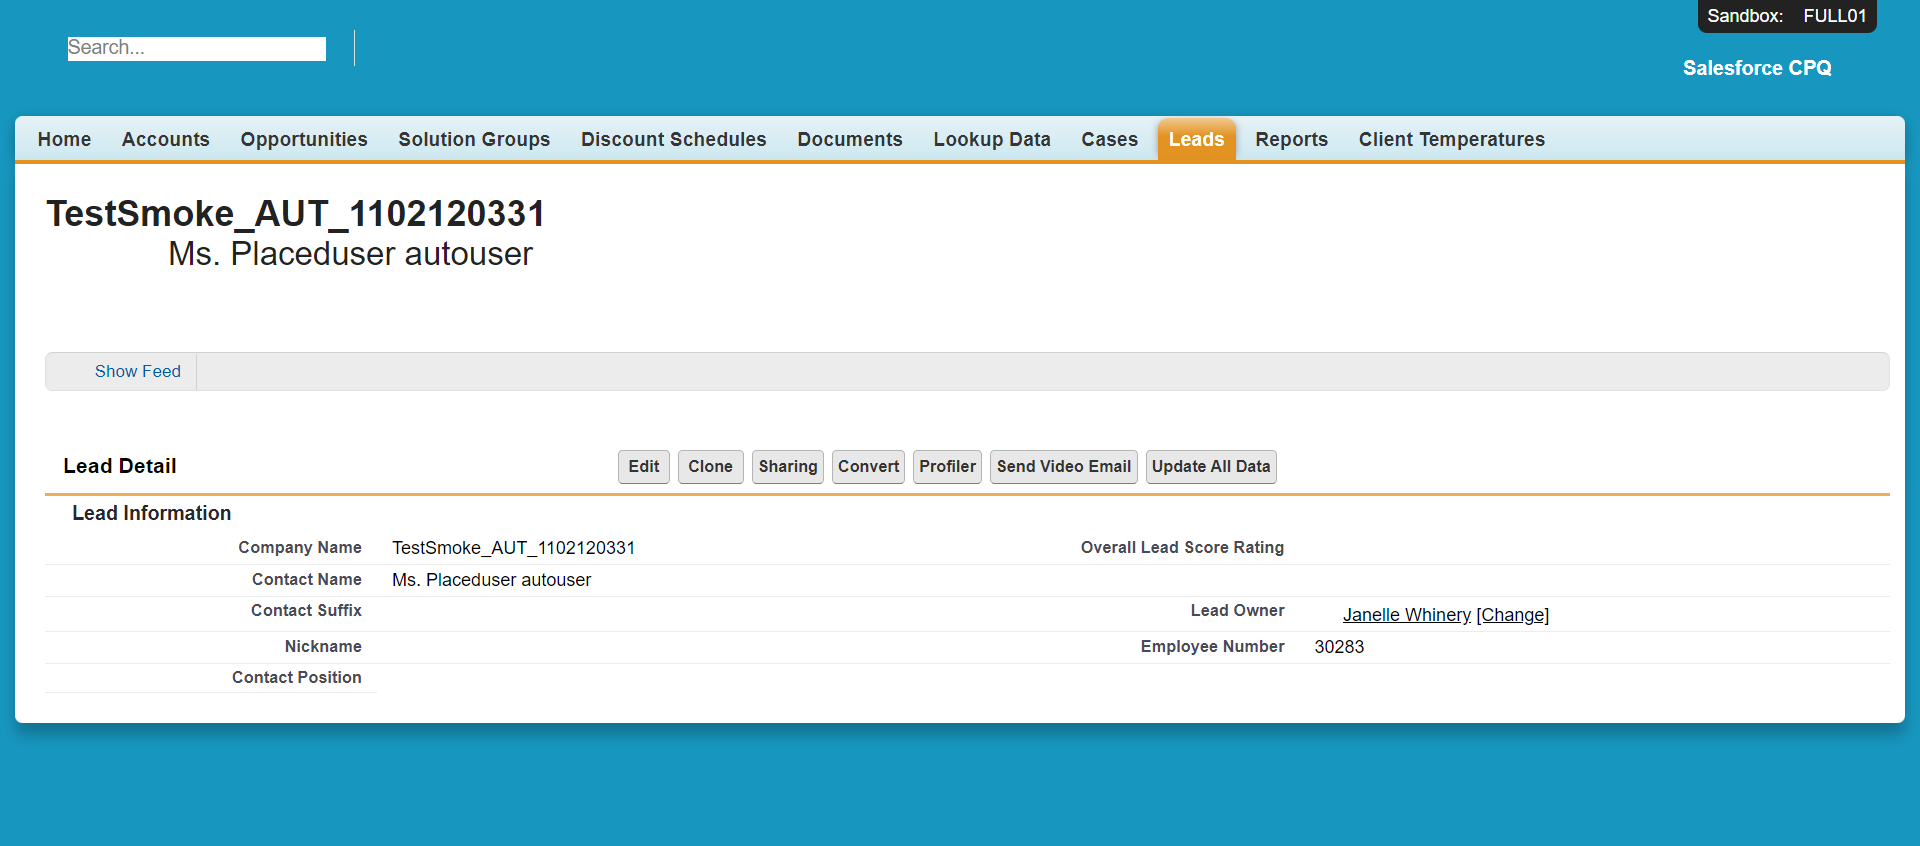 Sandbox: FULL01
Search...
Salesforce CPQ
Home Accounts Opportunities Solution Groups Discount Schedules Documents Lookup Data Cases Leads Reports Client Temperatures
TestSmoke_AUT_1102120331
Ms. Placeduser autouser
Show Feed
Lead Detail Edit Clone Sharing Convert Profiler Send Video Email Update All Data
Lead Information
Company Name TestSmoke_AUT_1102120331 Overall Lead Score Rating
Contact Name Ms. Placeduser autouser
Contact Suffix Lead Owner Janelle Whinery [Change]
Nickname Employee Number 30283
Contact Position